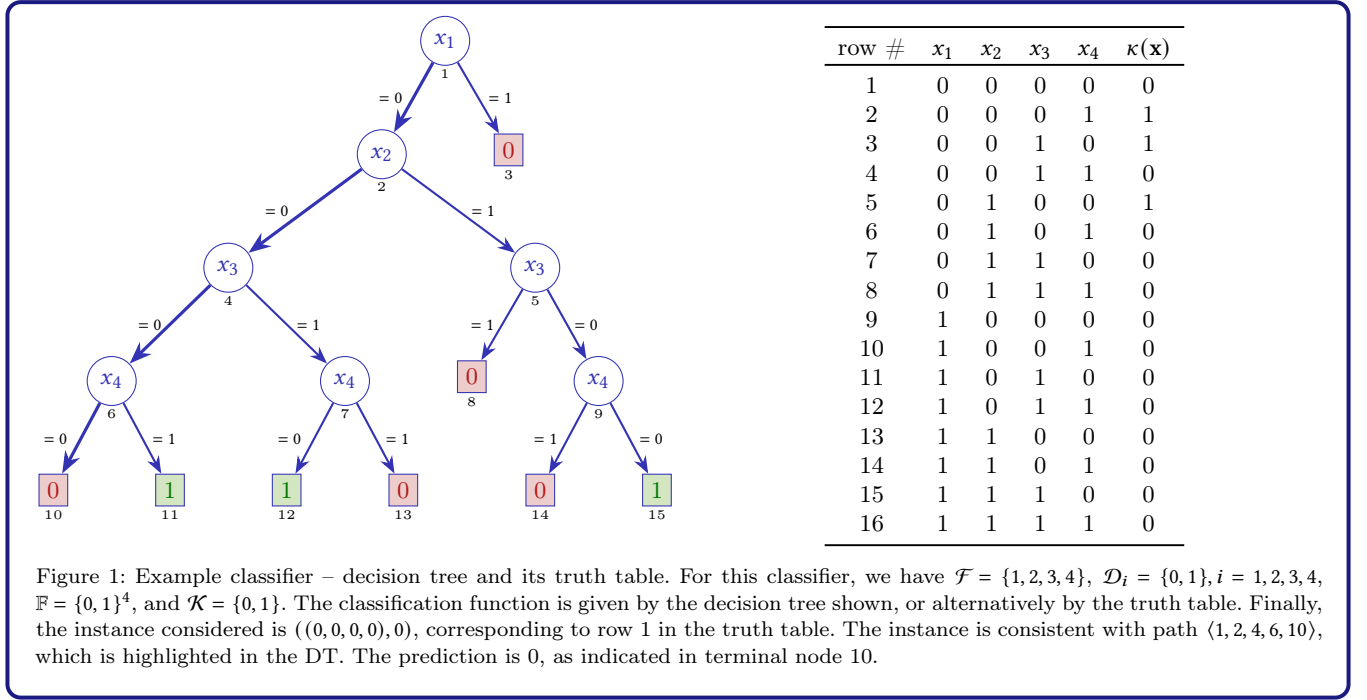 x₁
1
= 0
= 1
x₂
2
0
3
= 0
= 1
x₃
4
x₃
5
= 0
= 1
= 1
= 0
x₄
6
x₄
7
0
8
x₄
9
= 0
= 1
= 0
= 1
= 1
= 0
0
1
1
0
0
1
10
11
12
13
14
15
row # x₁ x₂ x₃ x₄ κ(𝐱)
1 0 0 0 0 0
2 0 0 0 1 1
3 0 0 1 0 1
4 0 0 1 1 0
5 0 1 0 0 1
6 0 1 0 1 0
7 0 1 1 0 0
8 0 1 1 1 0
9 1 0 0 0 0
10 1 0 0 1 0
11 1 0 1 0 0
12 1 0 1 1 0
13 1 1 0 0 0
14 1 1 0 1 0
15 1 1 1 0 0
16 1 1 1 1 0
Figure 1: Example classifier – decision tree and its truth table. For this classifier, we have ℱ = {1, 2, 3, 4}, 𝒟ᵢ = {0, 1}, i = 1, 2, 3, 4,
𝔽 = {0, 1}⁴, and 𝒦 = {0, 1}. The classification function is given by the decision tree shown, or alternatively by the truth table. Finally,
the instance considered is ((0, 0, 0, 0), 0), corresponding to row 1 in the truth table. The instance is consistent with path ⟨1, 2, 4, 6, 10⟩,
which is highlighted in the DT. The prediction is 0, as indicated in terminal node 10.